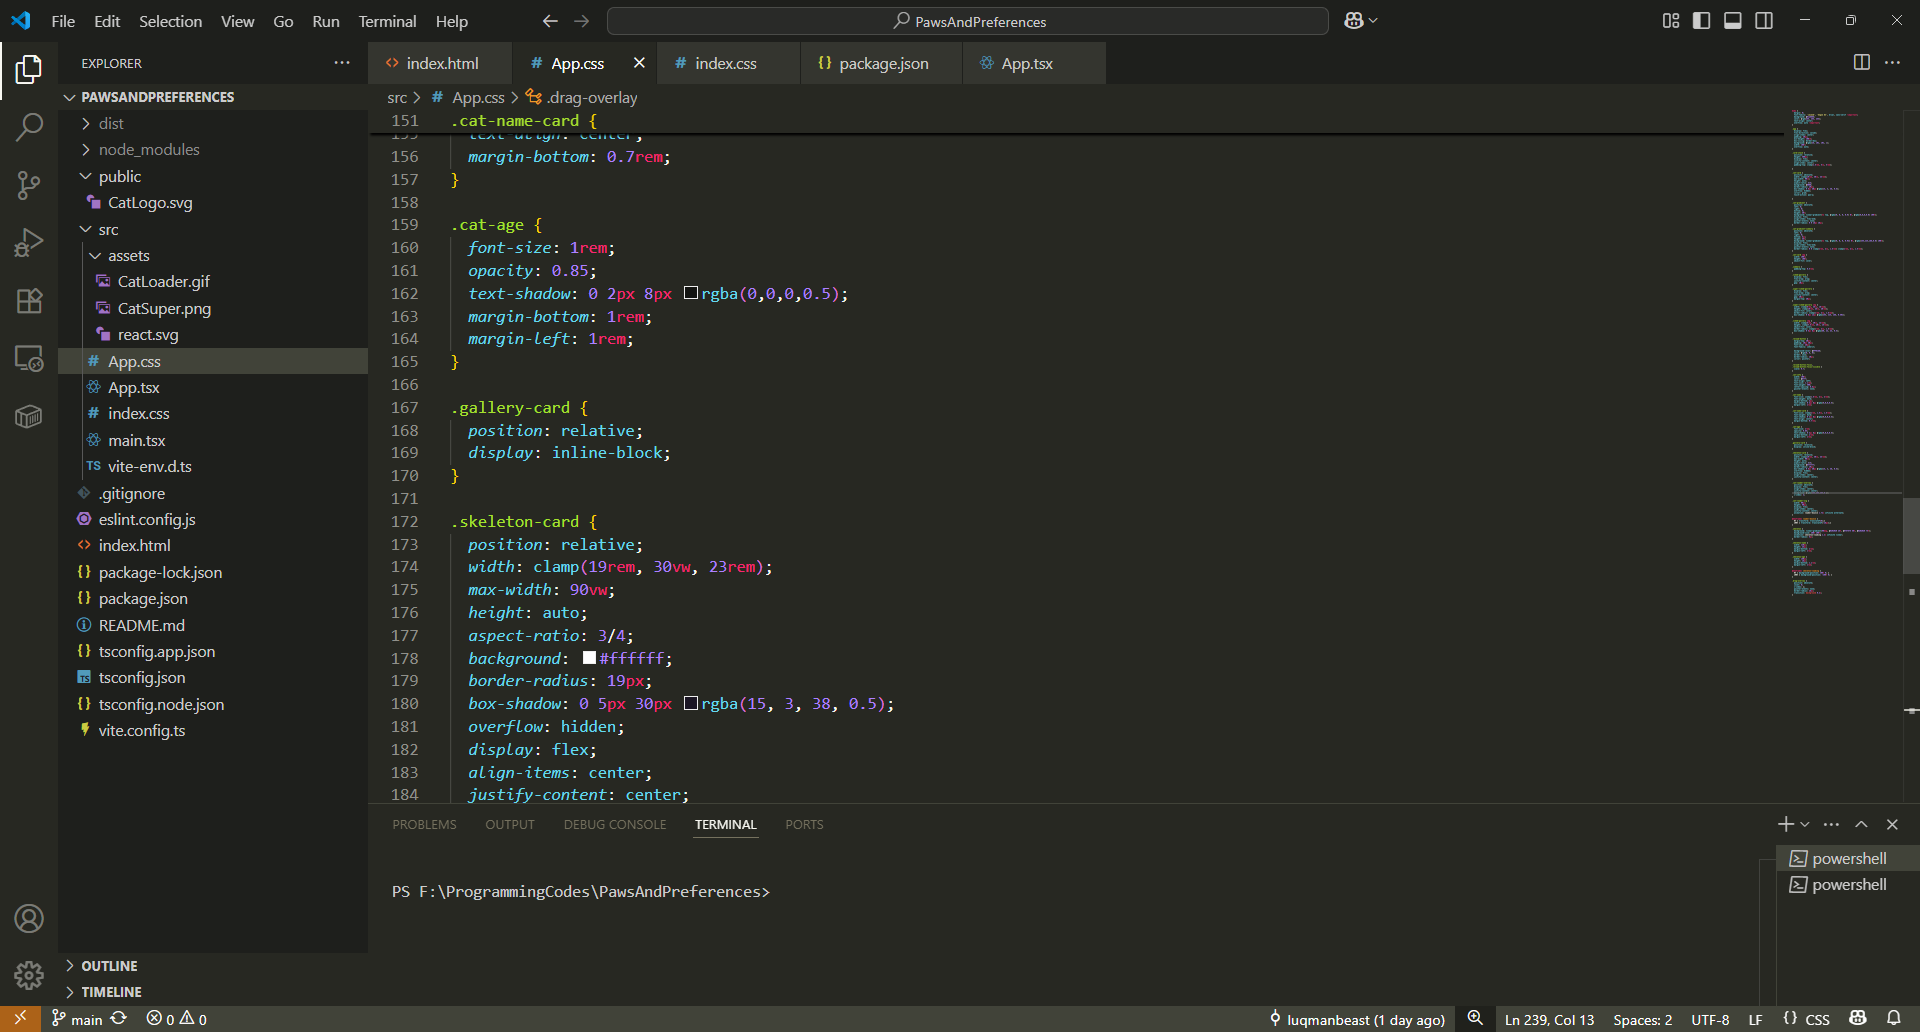 File Edit Selection View Go Run Terminal Help
PawsAndPreferences
EXPLORER
PAWSANDPREFERENCES
dist
node_modules
public
CatLogo.svg
src
assets
CatLoader.gif
CatSuper.png
react.svg
# App.css
App.tsx
# index.css
main.tsx
TS vite-env.d.ts
.gitignore
eslint.config.js
<> index.html
{} package-lock.json
{} package.json
README.md
{} tsconfig.app.json
TS tsconfig.json
{} tsconfig.node.json
vite.config.ts
OUTLINE
TIMELINE
<> index.html # App.css # index.css {} package.json App.tsx
src > # App.css > .drag-overlay
151 .cat-name-card {
155 text-align: center;
156 margin-bottom: 0.7rem;
157 }
158
159 .cat-age {
160 font-size: 1rem;
161 opacity: 0.85;
162 text-shadow: 0 2px 8px rgba(0,0,0,0.5);
163 margin-bottom: 1rem;
164 margin-left: 1rem;
165 }
166
167 .gallery-card {
168 position: relative;
169 display: inline-block;
170 }
171
172 .skeleton-card {
173 position: relative;
174 width: clamp(19rem, 30vw, 23rem);
175 max-width: 90vw;
176 height: auto;
177 aspect-ratio: 3/4;
178 background: #ffffff;
179 border-radius: 19px;
180 box-shadow: 0 5px 30px rgba(15, 3, 38, 0.5);
181 overflow: hidden;
182 display: flex;
183 align-items: center;
184 justify-content: center;
PROBLEMS OUTPUT DEBUG CONSOLE TERMINAL PORTS
PS F:\ProgrammingCodes\PawsAndPreferences>
powershell
powershell
main 0 0 luqmanbeast (1 day ago) Ln 239, Col 13 Spaces: 2 UTF-8 LF {} CSS